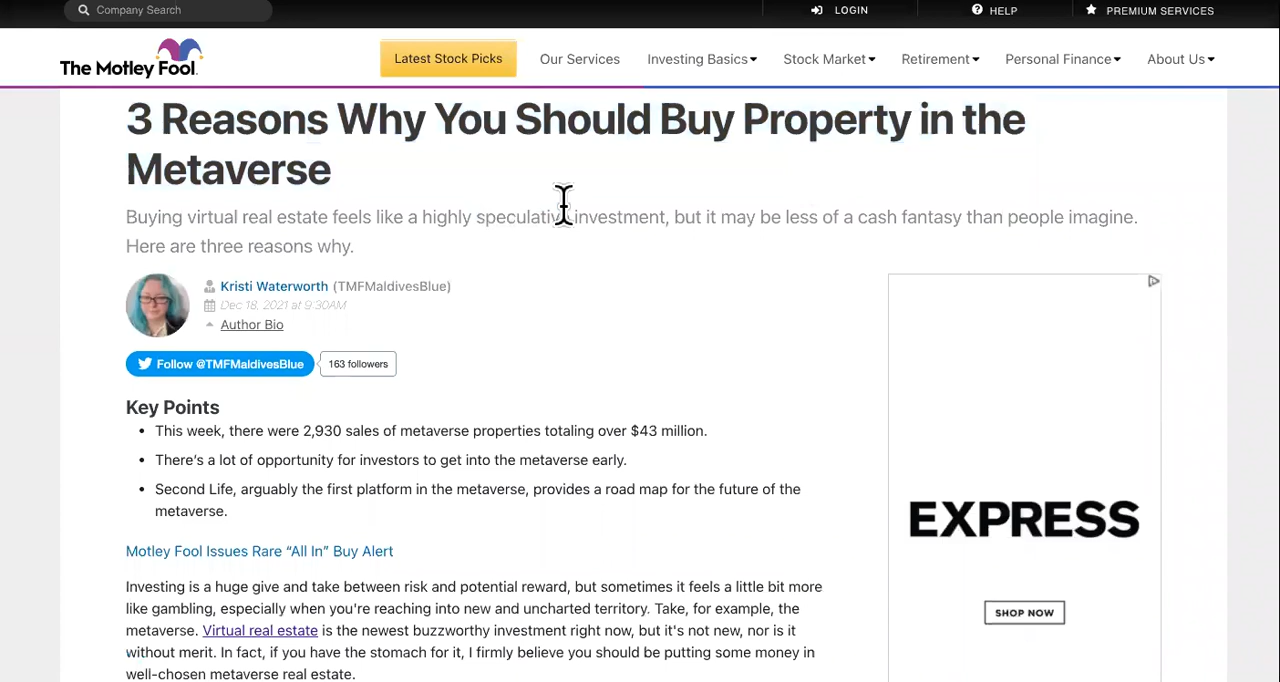 Company Search
LOGIN
HELP
PREMIUM SERVICES
The Motley Fool.
Latest Stock Picks
Our Services
Investing Basics
Stock Market
Retirement
Personal Finance
About Us
3 Reasons Why You Should Buy Property in the
Metaverse
Buying virtual real estate feels like a highly speculative investment, but it may be less of a cash fantasy than people imagine.
Here are three reasons why.
Kristi Waterworth (TMFMaldivesBlue)
Dec 18, 2021 at 9:30AM
Author Bio
Follow @TMFMaldivesBlue
163 followers
Key Points
• This week, there were 2,930 sales of metaverse properties totaling over $43 million.
• There's a lot of opportunity for investors to get into the metaverse early.
• Second Life, arguably the first platform in the metaverse, provides a road map for the future of the
metaverse.
Motley Fool Issues Rare “All In” Buy Alert
Investing is a huge give and take between risk and potential reward, but sometimes it feels a little bit more
like gambling, especially when you're reaching into new and uncharted territory. Take, for example, the
metaverse. Virtual real estate is the newest buzzworthy investment right now, but it's not new, nor is it
without merit. In fact, if you have the stomach for it, I firmly believe you should be putting some money in
well-chosen metaverse real estate.
EXPRESS
SHOP NOW